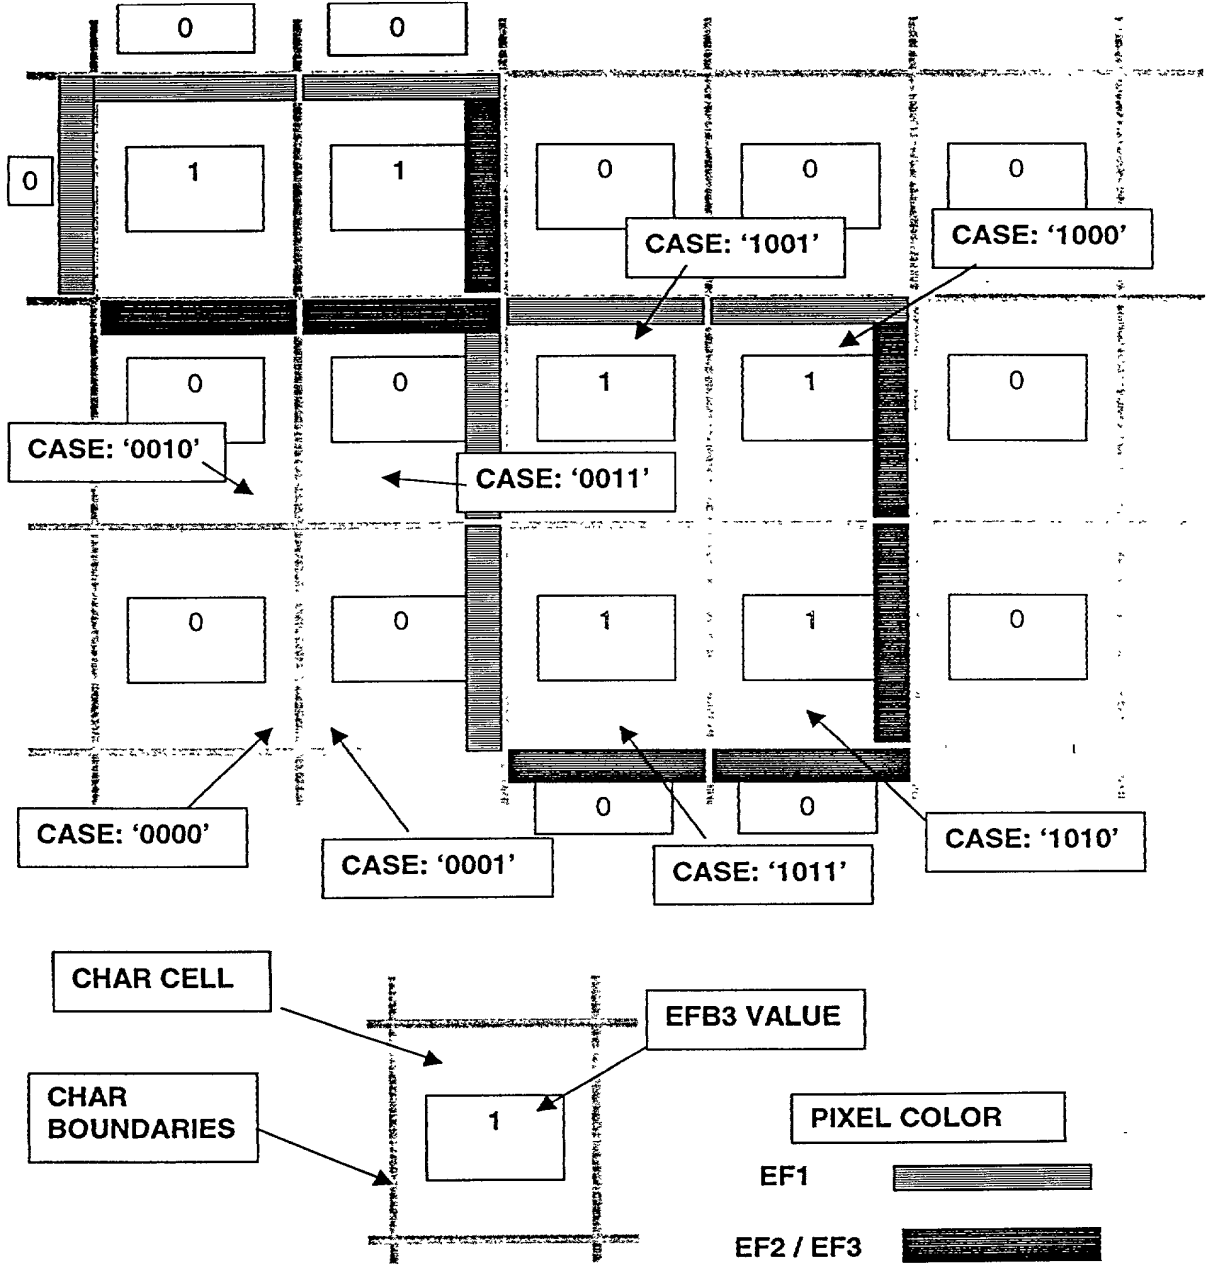 0 0
0 1 1 0 0 0
CASE: '1001' CASE: '1000'
0 0 1 1 0
CASE: '0010' CASE: '0011'
0 0 1 1 0
0 0
CASE: '0000' CASE: '0001' CASE: '1011' CASE: '1010'
CHAR CELL
EFB3 VALUE
CHAR
BOUNDARIES
1
PIXEL COLOR
EF1
EF2 / EF3